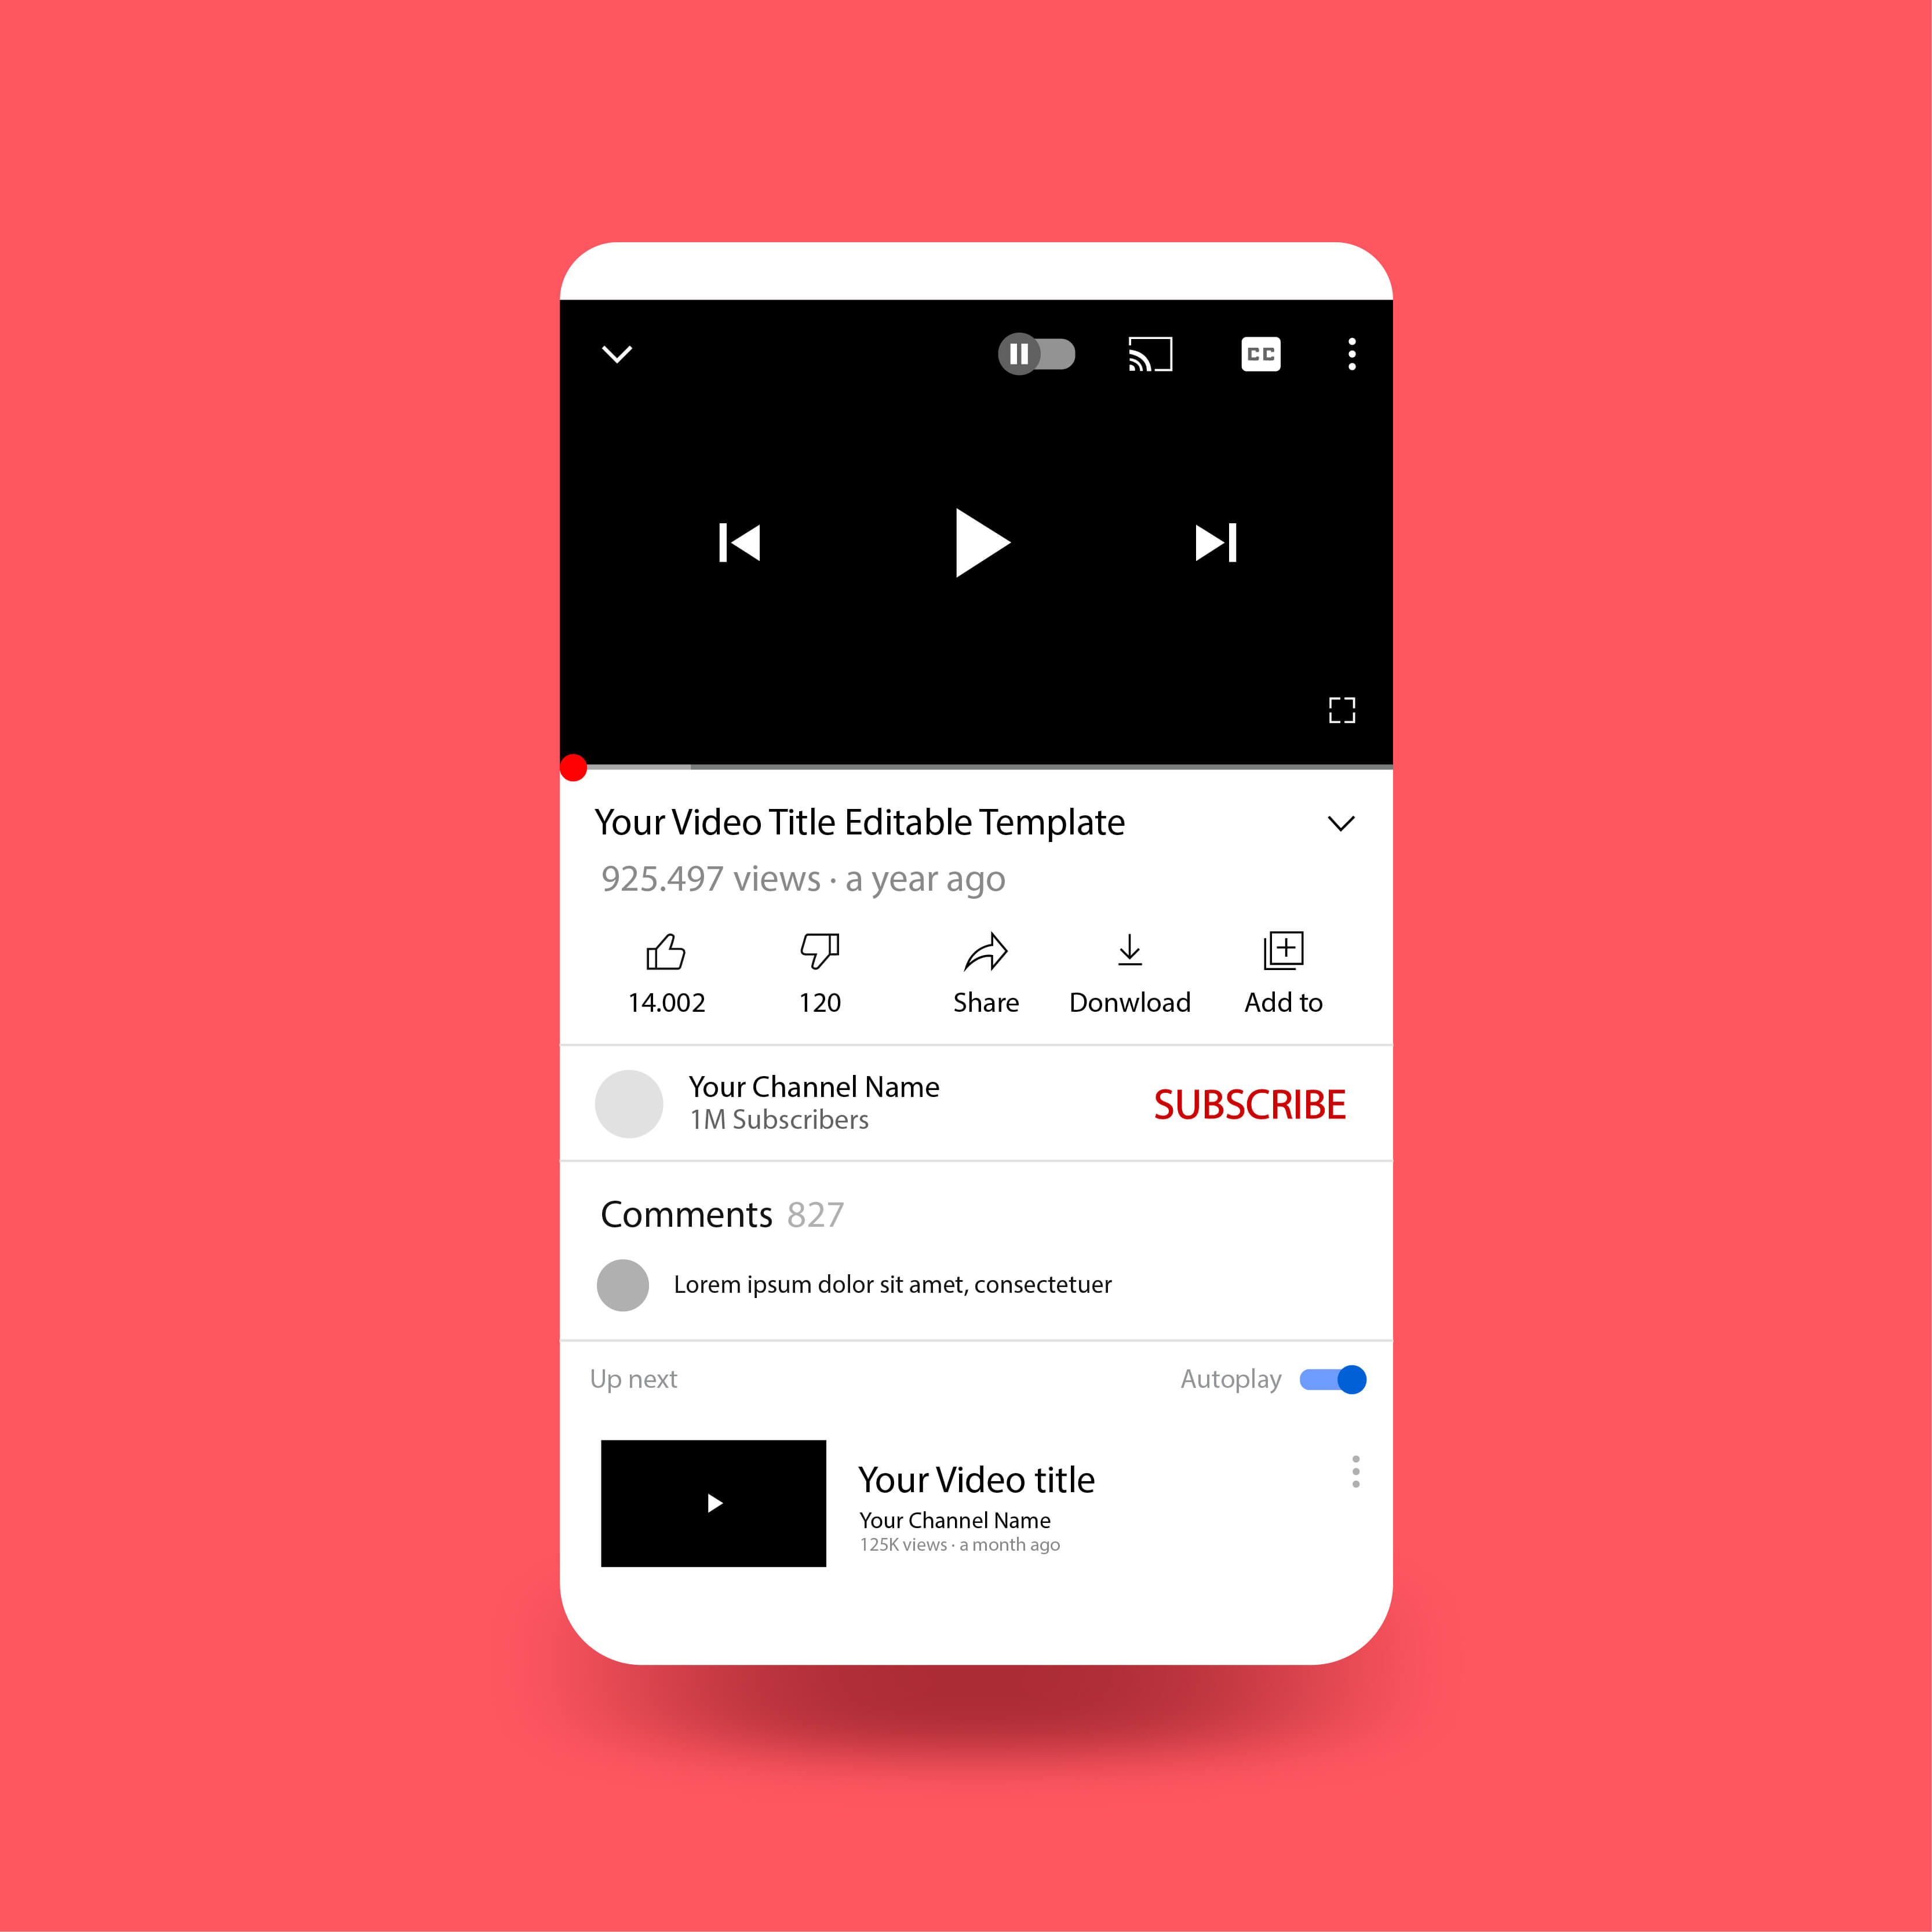 CC
Your Video Title Editable Template
925.497 views · a year ago
14.002 120 Share Donwload Add to
Your Channel Name
1M Subscribers
SUBSCRIBE
Comments 827
Lorem ipsum dolor sit amet, consectetuer
Up next Autoplay
Your Video title
Your Channel Name
125K views · a month ago